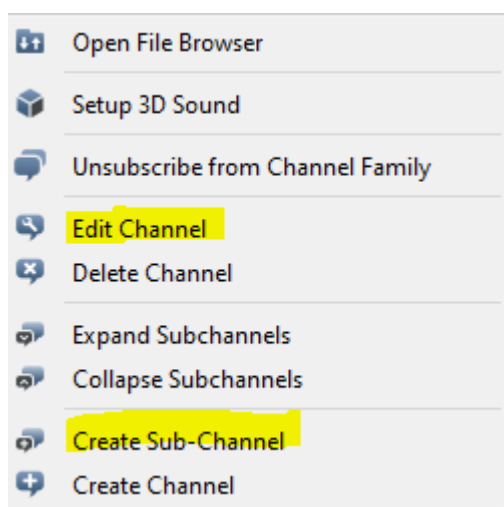 Open File Browser
Setup 3D Sound
Unsubscribe from Channel Family
Edit Channel
Delete Channel
Expand Subchannels
Collapse Subchannels
Create Sub-Channel
Create Channel